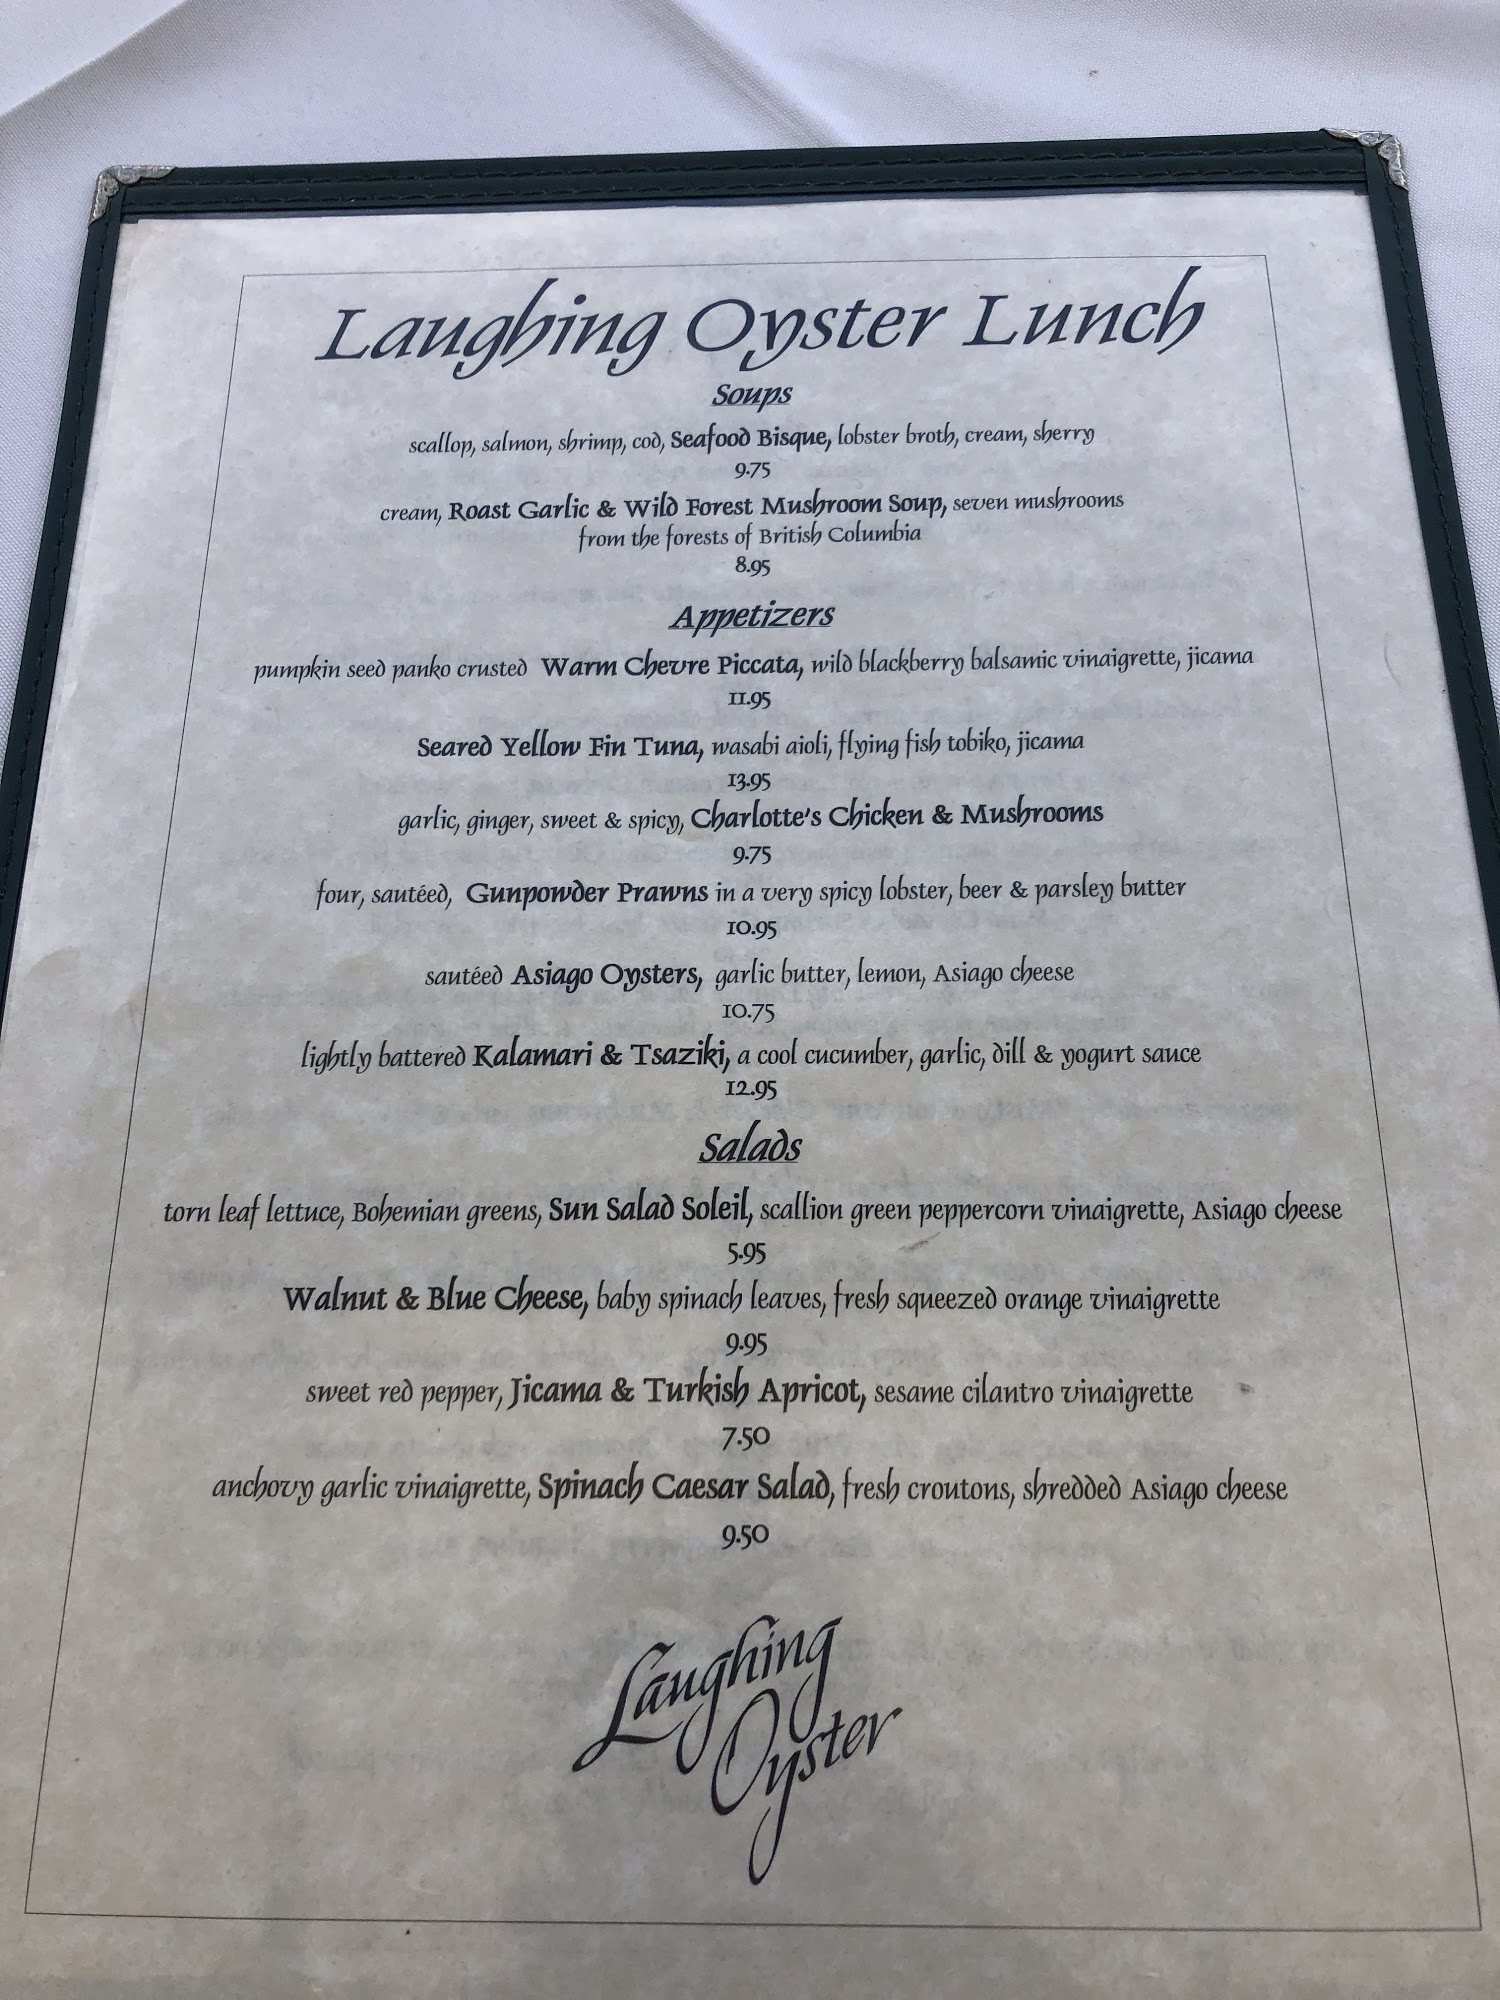 Laughing Oyster Lunch
Soups
scallop, salmon, shrimp, cod, Seafood Bisque, lobster broth, cream, sherry
9.75
cream, Roast Garlic & Wild Forest Mushroom Soup, seven mushrooms
from the forests of British Columbia
8.95
Appetizers
pumpkin seed panko crusted Warm Chevre Piccata, wild blackberry balsamic vinaigrette, jicama
11.95
Seared Yellow Fin Tuna, wasabi aioli, flying fish tobiko, jicama
13.95
garlic, ginger, sweet & spicy, Charlotte's Chicken & Mushrooms
9.75
four, sautéed, Gunpowder Prawns in a very spicy lobster, beer & parsley butter
10.95
sautéed Asiago Oysters, garlic butter, lemon, Asiago cheese
10.75
lightly battered Kalamari & Tsaziki, a cool cucumber, garlic, dill & yogurt sauce
12.95
Salads
torn leaf lettuce, Bohemian greens, Sun Salad Soleil, scallion green peppercorn vinaigrette, Asiago cheese
5.95
Walnut & Blue Cheese, baby spinach leaves, fresh squeezed orange vinaigrette
9.95
sweet red pepper, Jicama & Turkish Apricot, sesame cilantro vinaigrette
7.50
anchovy garlic vinaigrette, Spinach Caesar Salad, fresh croutons, shredded Asiago cheese
9.50
Laughing
Oyster